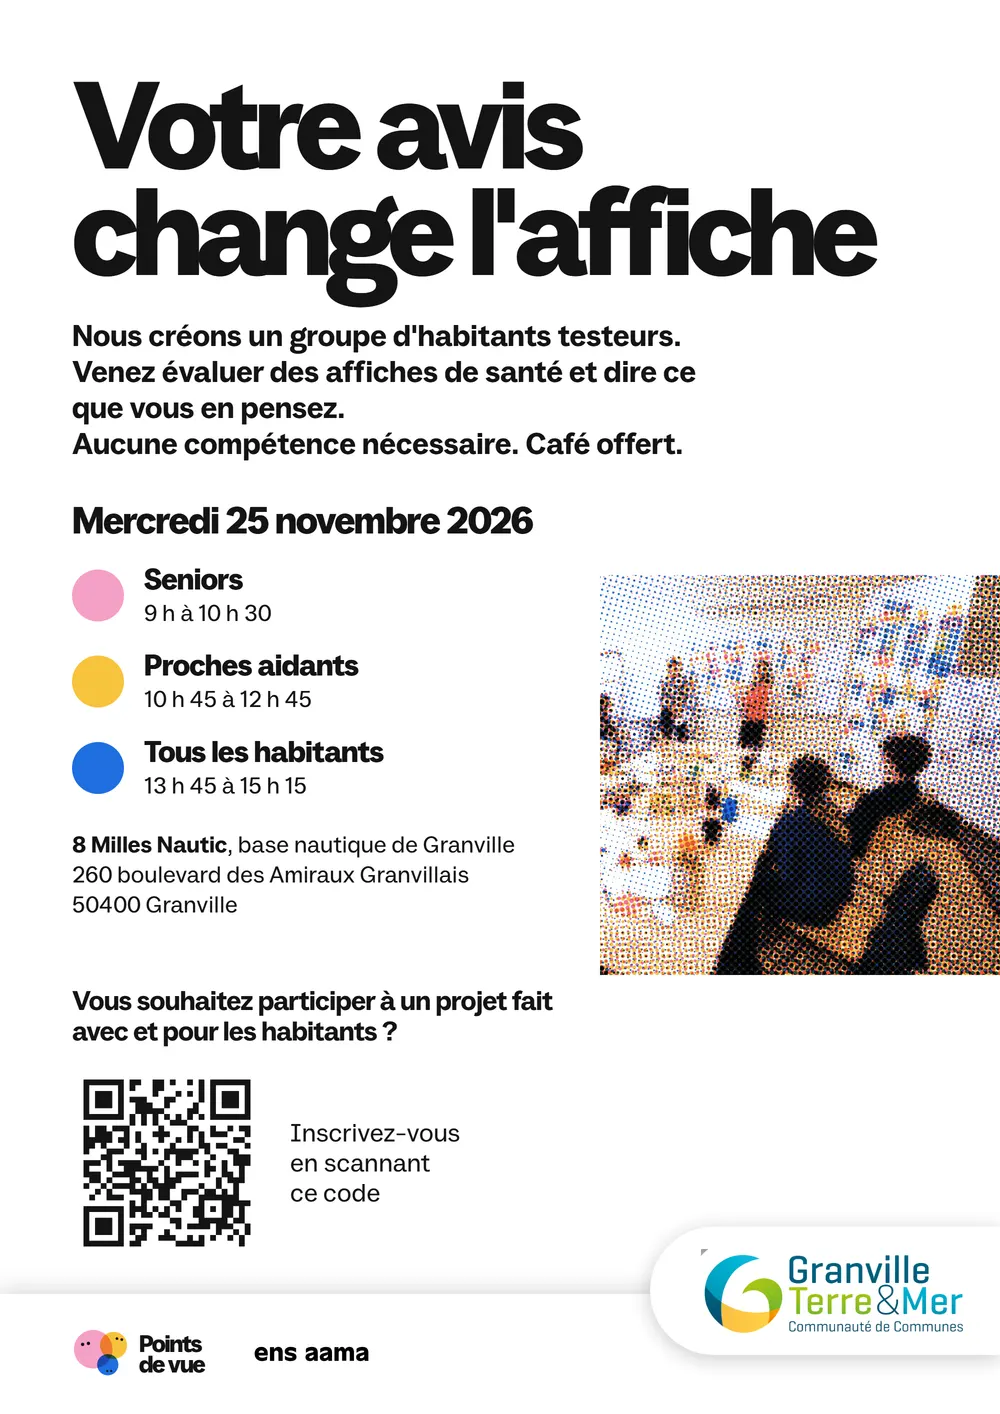 Votre avis
change l'affiche
Nous créons un groupe d'habitants testeurs.
Venez évaluer des affiches de santé et dire ce
que vous en pensez.
Aucune compétence nécessaire. Café offert.
Mercredi 25 novembre 2026
Seniors
9 h à 10 h 30
Proches aidants
10 h 45 à 12 h 45
Tous les habitants
13 h 45 à 15 h 15
8 Milles Nautic, base nautique de Granville
260 boulevard des Amiraux Granvillais
50400 Granville
Vous souhaitez participer à un projet fait
avec et pour les habitants ?
Inscrivez-vous
en scannant
ce code
Granville
Terre&Mer
Communauté de Communes
Points
de vue
ens aama